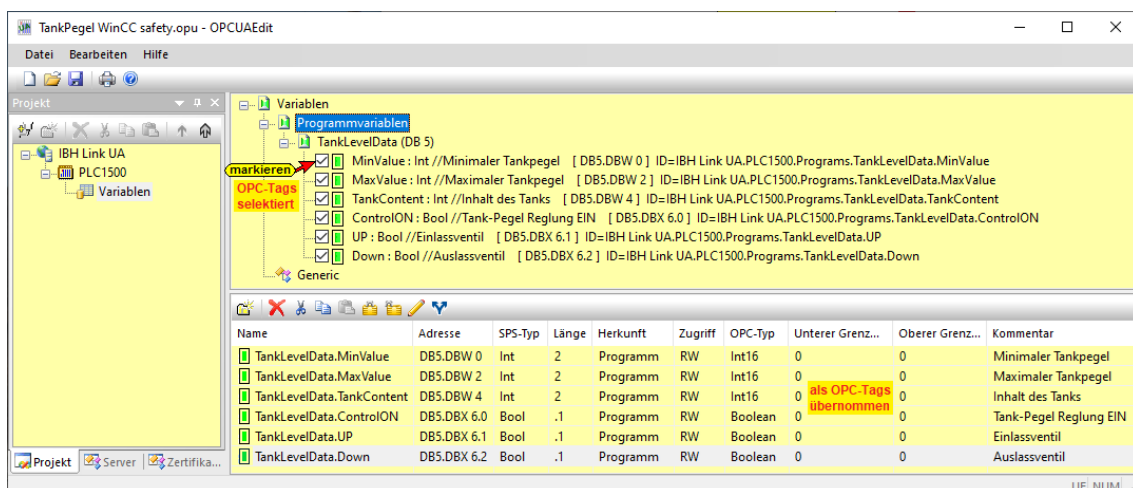 TankPegel WinCC safety.opu - OPCUAEdit
Datei Bearbeiten Hilfe
Projekt
IBH Link UA
PLC1500
Variablen
Projekt Server Zertifika...
Variablen
Programmvariablen
TankLevelData (DB 5)
markieren
OPC-Tags
selektiert
MinValue : Int //Minimaler Tankpegel [ DB5.DBW 0 ] ID=IBH Link UA.PLC1500.Programs.TankLevelData.MinValue
MaxValue : Int //Maximaler Tankpegel [ DB5.DBW 2 ] ID=IBH Link UA.PLC1500.Programs.TankLevelData.MaxValue
TankContent : Int //Inhalt des Tanks [ DB5.DBW 4 ] ID=IBH Link UA.PLC1500.Programs.TankLevelData.TankContent
ControlON : Bool //Tank-Pegel Reglung EIN [ DB5.DBX 6.0 ] ID=IBH Link UA.PLC1500.Programs.TankLevelData.ControlON
UP : Bool //Einlassventil [ DB5.DBX 6.1 ] ID=IBH Link UA.PLC1500.Programs.TankLevelData.UP
Down : Bool //Auslassventil [ DB5.DBX 6.2 ] ID=IBH Link UA.PLC1500.Programs.TankLevelData.Down
Generic
Name Adresse SPS-Typ Länge Herkunft Zugriff OPC-Typ Unterer Grenz... Oberer Grenz... Kommentar
TankLevelData.MinValue DB5.DBW 0 Int 2 Programm RW Int16 0 0 Minimaler Tankpegel
TankLevelData.MaxValue DB5.DBW 2 Int 2 Programm RW Int16 0 0 Maximaler Tankpegel
TankLevelData.TankContent DB5.DBW 4 Int 2 Programm RW Int16 0 0 Inhalt des Tanks
TankLevelData.ControlON DB5.DBX 6.0 Bool .1 Programm RW Boolean 0 0 Tank-Pegel Reglung EIN
TankLevelData.UP DB5.DBX 6.1 Bool .1 Programm RW Boolean 0 0 Einlassventil
TankLevelData.Down DB5.DBX 6.2 Bool .1 Programm RW Boolean 0 0 Auslassventil
als OPC-Tags
übernommen
UF NUM